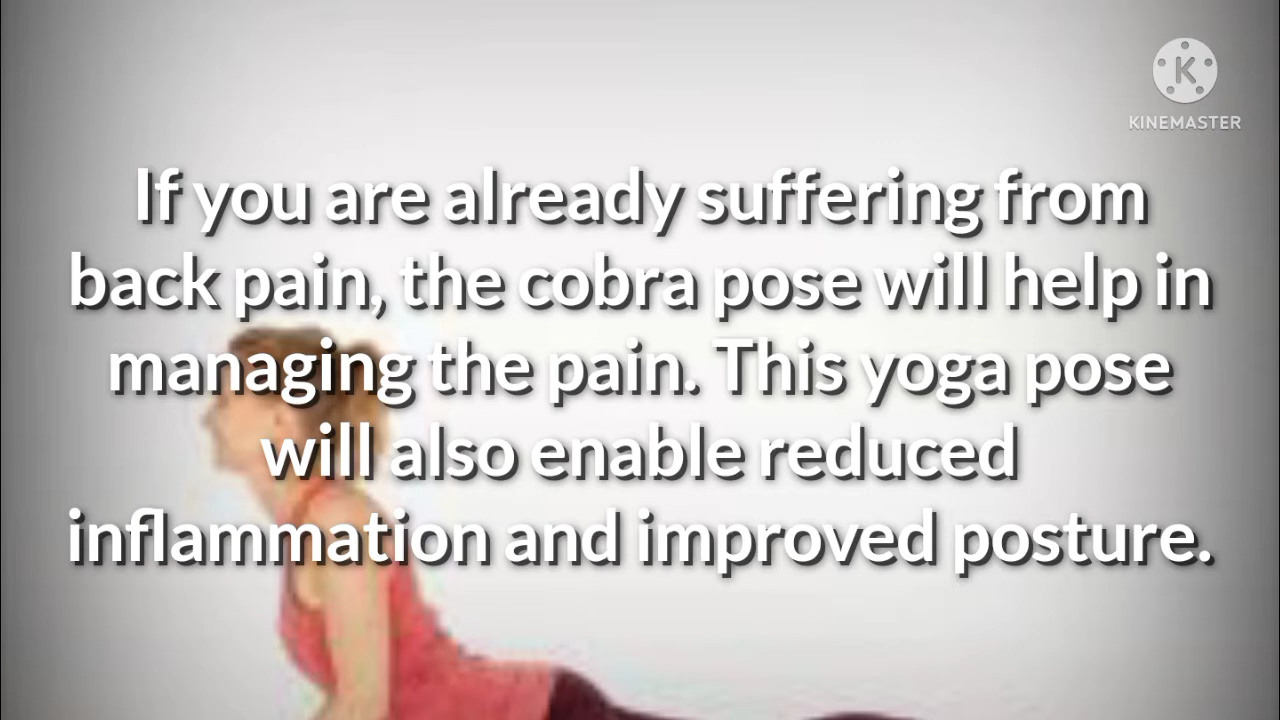 K
KINEMASTER
If you are already suffering from
back pain, the cobra pose will help in
managing the pain. This yoga pose
will also enable reduced
inflammation and improved posture.